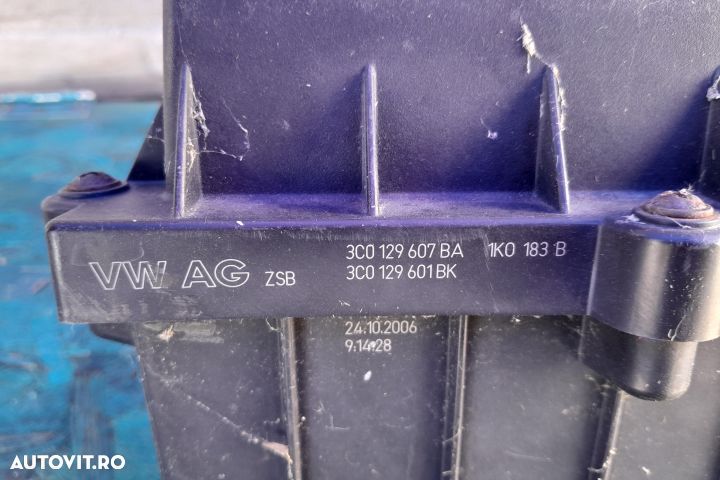 VW AG ZSB 3C0 129 607 BA 1K0 183 B
3C0 129 601 BK
24.10.2006
9:14:28
AUTOVIT.RO